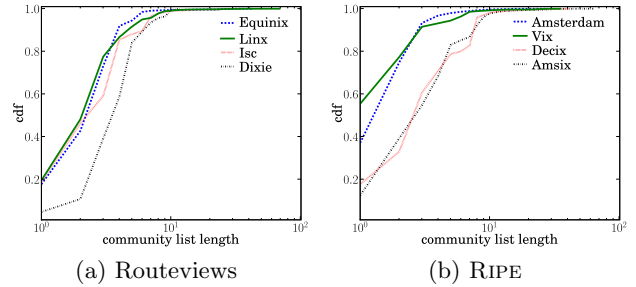 1.0
0.8
0.6
0.4
0.2
cdf
10^0
10^1
10^2
community list length
Equinix
Linx
Isc
Dixie
(a) Routeviews
1.0
0.8
0.6
0.4
0.2
cdf
10^0
10^1
10^2
community list length
Amsterdam
Vix
Decix
Amsix
(b) RIPE